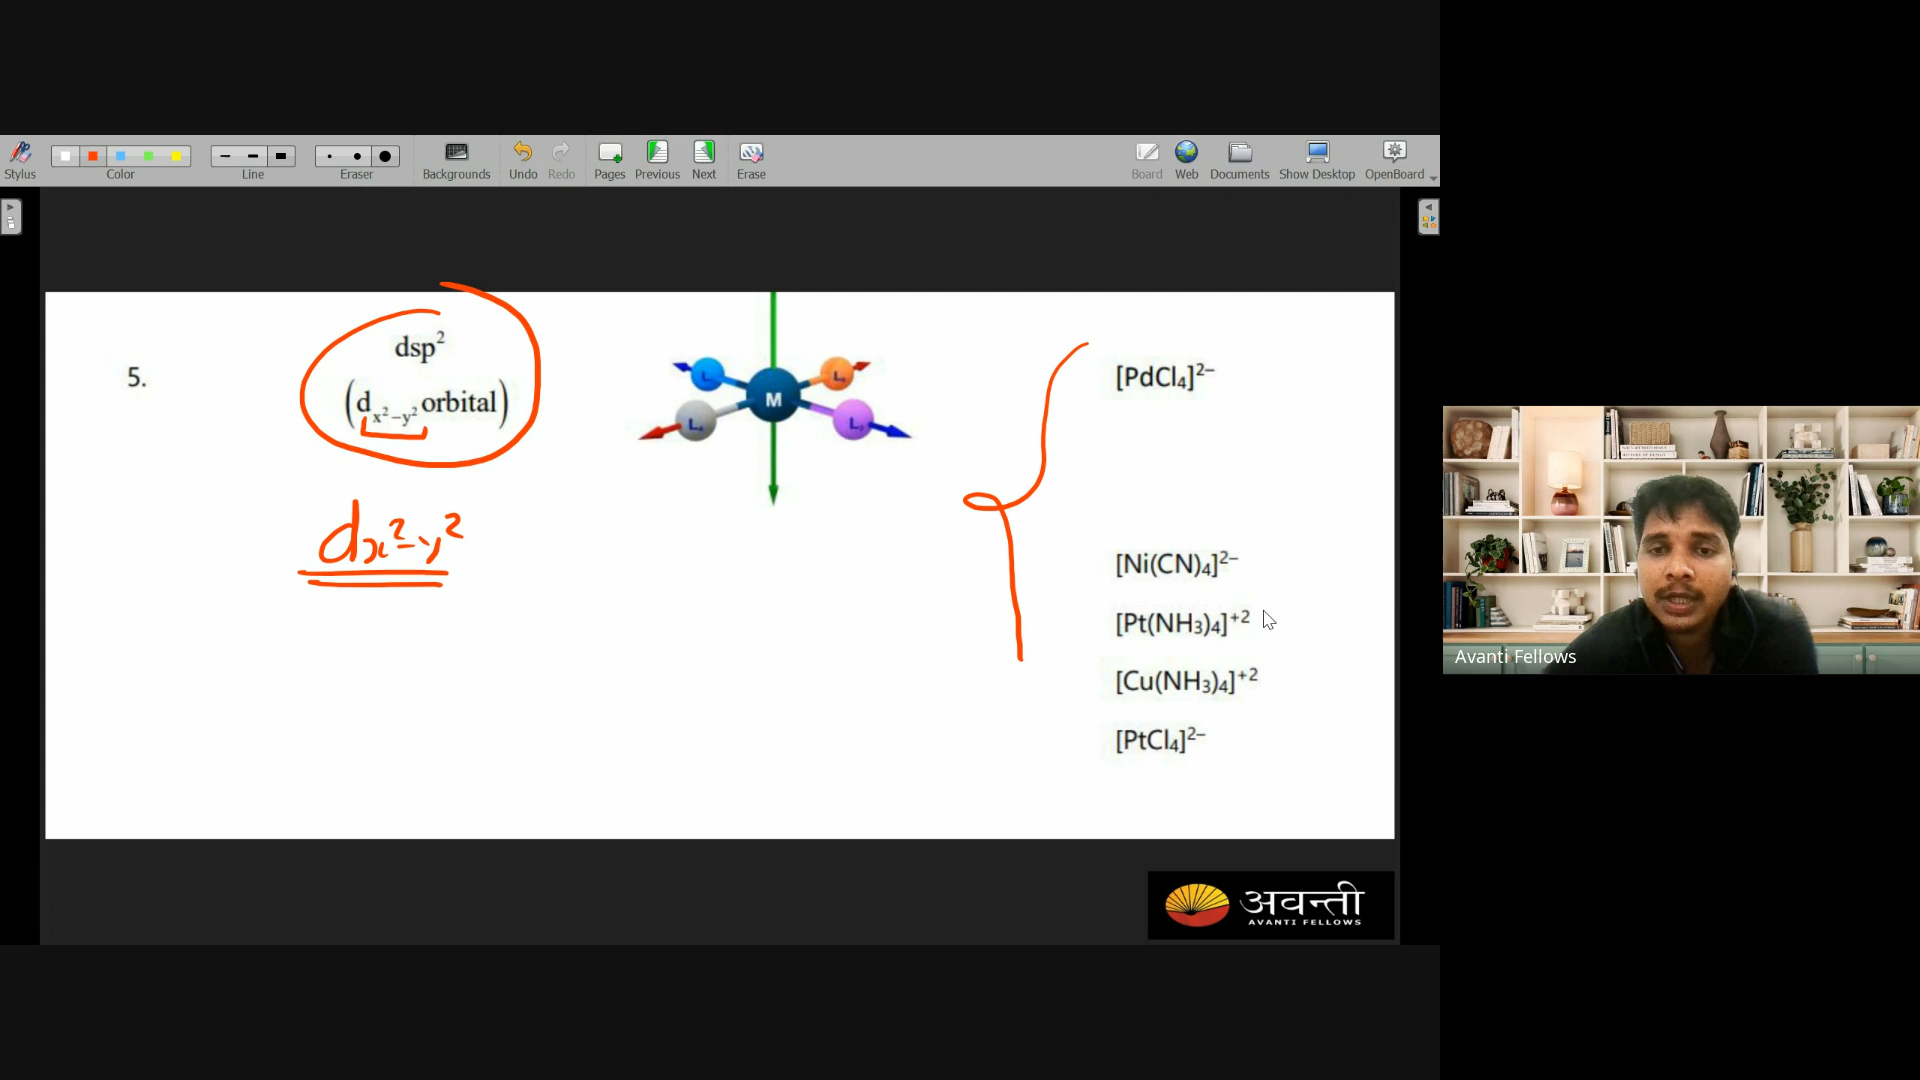 Stylus
Color
Line
Eraser
Backgrounds
Undo
Redo
Pages
Previous
Next
Erase
Board
Web
Documents
Show Desktop
OpenBoard
5.
dsp²
(d x²–y² orbital)
dx²-y²
M
[PdCl₄]²⁻
[Ni(CN)₄]²⁻
[Pt(NH₃)₄]⁺²
[Cu(NH₃)₄]⁺²
[PtCl₄]²⁻
अवन्ती
AVANTI FELLOWS
Avanti Fellows